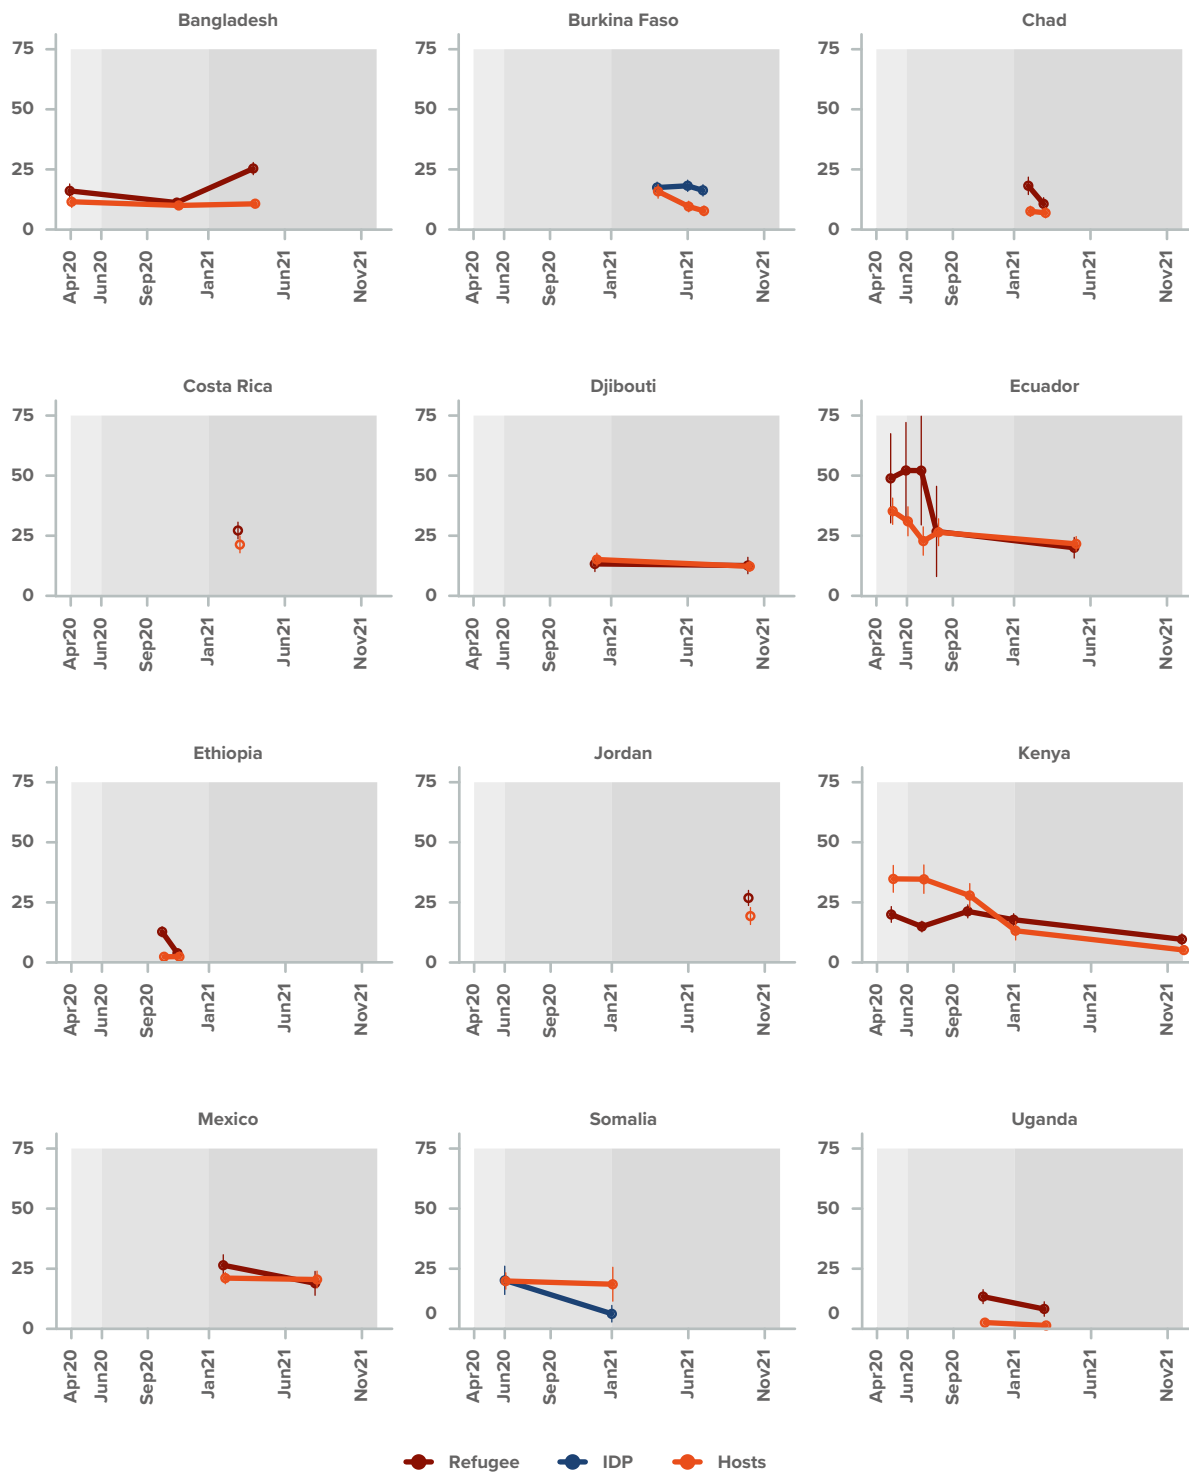 Bangladesh Burkina Faso Chad
75 75 75
50 50 50
25 25 25
0 0 0
Apr20 Jun20 Sep20 Jan21 Jun21 Nov21 Apr20 Jun20 Sep20 Jan21 Jun21 Nov21 Apr20 Jun20 Sep20 Jan21 Jun21 Nov21
Costa Rica Djibouti Ecuador
75 75 75
50 50 50
25 25 25
0 0 0
Apr20 Jun20 Sep20 Jan21 Jun21 Nov21 Apr20 Jun20 Sep20 Jan21 Jun21 Nov21 Apr20 Jun20 Sep20 Jan21 Jun21 Nov21
Ethiopia Jordan Kenya
75 75 75
50 50 50
25 25 25
0 0 0
Apr20 Jun20 Sep20 Jan21 Jun21 Nov21 Apr20 Jun20 Sep20 Jan21 Jun21 Nov21 Apr20 Jun20 Sep20 Jan21 Jun21 Nov21
Mexico Somalia Uganda
75 75 75
50 50 50
25 25 25
0 0 0
Apr20 Jun20 Sep20 Jan21 Jun21 Nov21 Apr20 Jun20 Sep20 Jan21 Jun21 Nov21 Apr20 Jun20 Sep20 Jan21 Jun21 Nov21
Refugee IDP Hosts